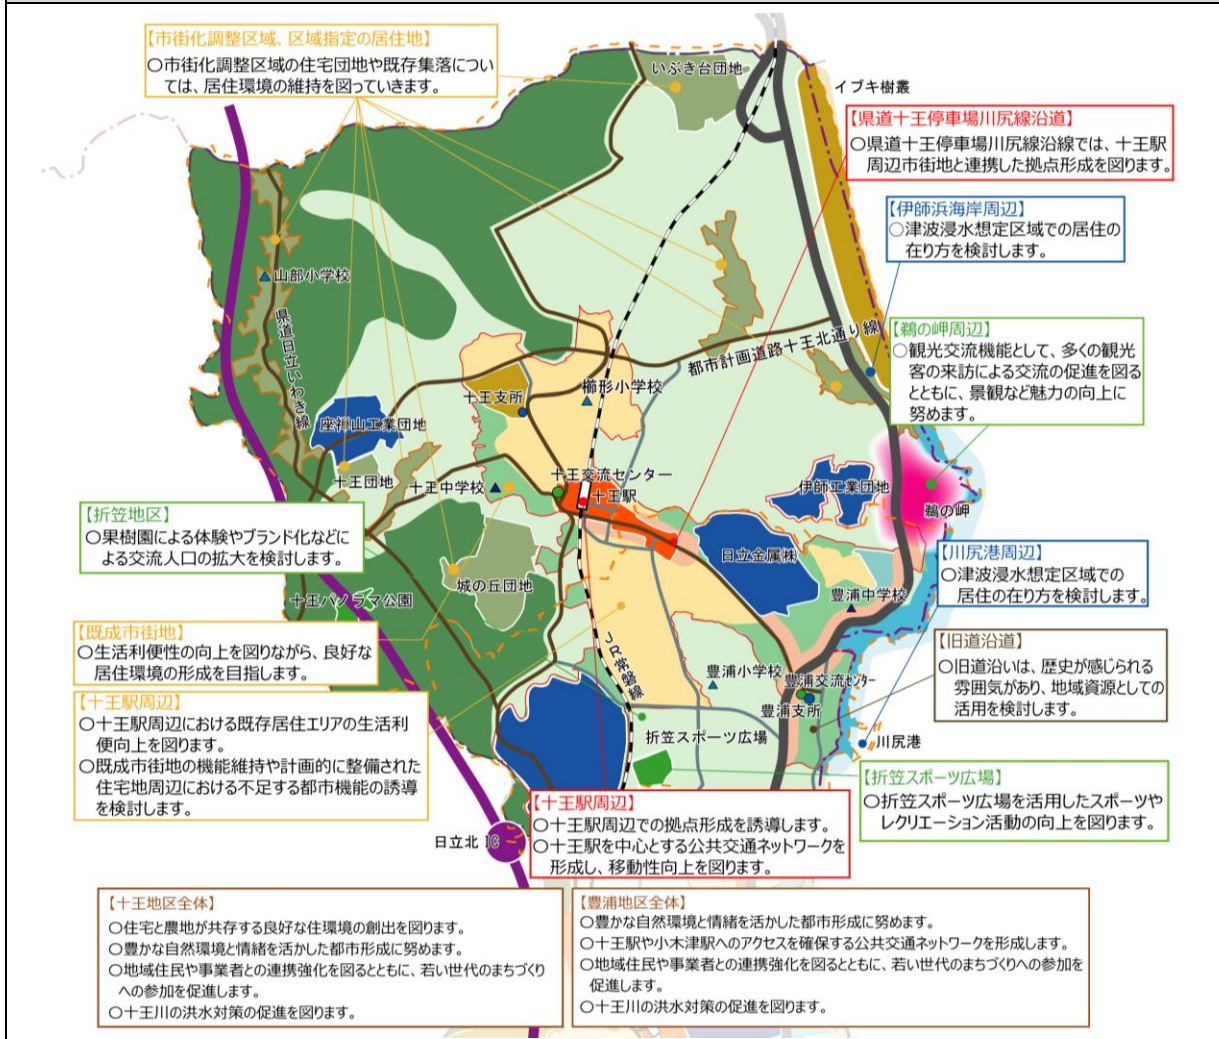 【市街化調整区域、区域指定の居住地】
○市街化調整区域の住宅団地や既存集落につい
ては、居住環境の維持を図っていきます。
いぶき台団地
イブキ樹叢
【県道十王停車場川尻線沿道】
○県道十王停車場川尻線沿線では、十王駅
周辺市街地と連携した拠点形成を図ります。
【伊師浜海岸周辺】
○津波浸水想定区域での居住の
在り方を検討します。
山部小学校
県道日立いわき線
都市計画道路十王北通り線
【鵜の岬周辺】
○観光交流機能として、多くの観光
客の来訪による交流の促進を図る
とともに、景観など魅力の向上に
努めます。
櫛形小学校
十王支所
座禅山工業団地
十王団地
十王中学校
十王交流センター
十王駅
伊師工業団地
鵜の岬
【折笠地区】
○果樹園による体験やブランド化などに
よる交流人口の拡大を検討します。
日立金属㈱
城の丘団地
十王パノラマ公園
豊浦中学校
【川尻港周辺】
○津波浸水想定区域での
居住の在り方を検討します。
【既成市街地】
○生活利便性の向上を図りながら、良好な
居住環境の形成を目指します。
JR常磐線
豊浦小学校
豊浦交流センター
豊浦支所
【旧道沿道】
○旧道沿いは、歴史が感じられる
雰囲気があり、地域資源としての
活用を検討します。
【十王駅周辺】
○十王駅周辺における既存居住エリアの生活利
便向上を図ります。
○既成市街地の機能維持や計画的に整備された
住宅地周辺における不足する都市機能の誘導
を検討します。
折笠スポーツ広場
川尻港
【折笠スポーツ広場】
○折笠スポーツ広場を活用したスポーツや
レクリエーション活動の向上を図ります。
【十王駅周辺】
○十王駅周辺での拠点形成を誘導します。
○十王駅を中心とする公共交通ネットワークを
形成し、移動性向上を図ります。
日立北 IC
【十王地区全体】
○住宅と農地が共存する良好な住環境の創出を図ります。
○豊かな自然環境と情緒を活かした都市形成に努めます。
○地域住民や事業者との連携強化を図るとともに、若い世代のまちづくり
への参加を促進します。
○十王川の洪水対策の促進を図ります。
【豊浦地区全体】
○豊かな自然環境と情緒を活かした都市形成に努めます。
○十王駅や小木津駅へのアクセスを確保する公共交通ネットワークを形成します。
○地域住民や事業者との連携強化を図るとともに、若い世代のまちづくりへの参加を
促進します。
○十王川の洪水対策の促進を図ります。